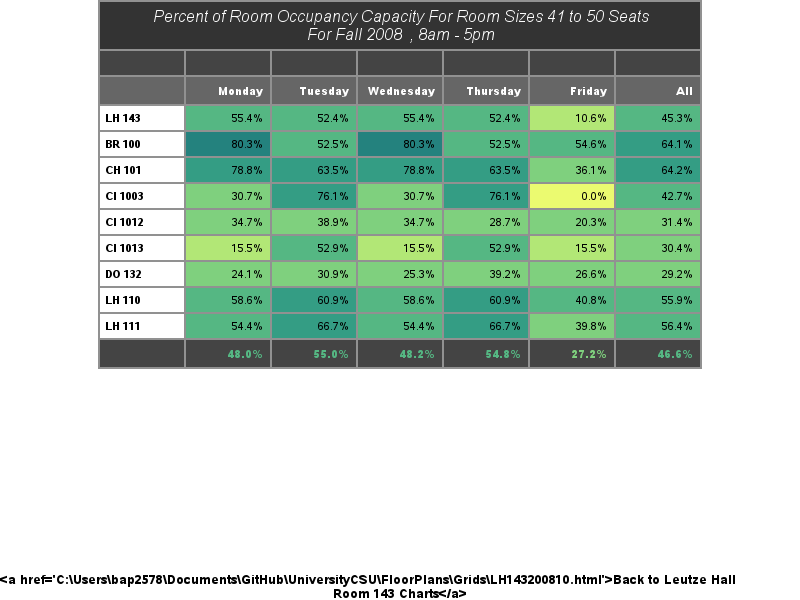 Percent of Room Occupancy Capacity For Room Sizes 41 to 50 Seats
For Fall 2008 , 8am - 5pm
Monday Tuesday Wednesday Thursday Friday All
LH 143 55.4% 52.4% 55.4% 52.4% 10.6% 45.3%
BR 100 80.3% 52.5% 80.3% 52.5% 54.6% 64.1%
CH 101 78.8% 63.5% 78.8% 63.5% 36.1% 64.2%
CI 1003 30.7% 76.1% 30.7% 76.1% 0.0% 42.7%
CI 1012 34.7% 38.9% 34.7% 28.7% 20.3% 31.4%
CI 1013 15.5% 52.9% 15.5% 52.9% 15.5% 30.4%
DO 132 24.1% 30.9% 25.3% 39.2% 26.6% 29.2%
LH 110 58.6% 60.9% 58.6% 60.9% 40.8% 55.9%
LH 111 54.4% 66.7% 54.4% 66.7% 39.8% 56.4%
48.0% 55.0% 48.2% 54.8% 27.2% 46.6%
<a href='C:\Users\bap2578\Documents\GitHub\UniversityCSU\FloorPlans\Grids\LH143200810.html'>Back to Leutze Hall
Room 143 Charts</a>